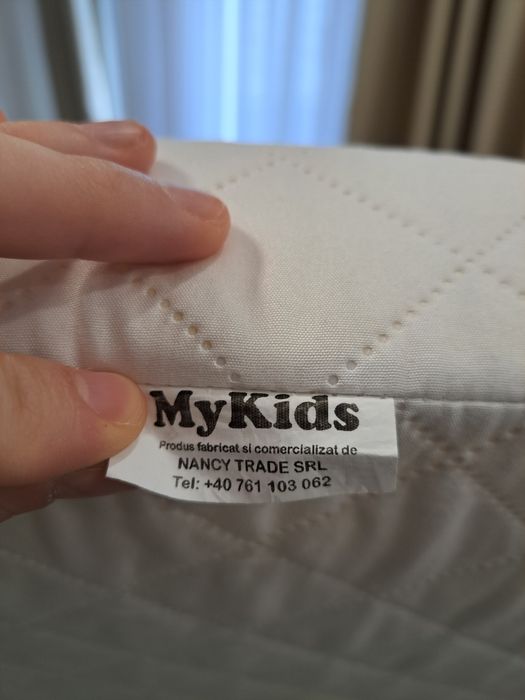 MyKids
Produs fabricat si comercializat de
NANCY TRADE SRL
Tel: +40 761 103 062